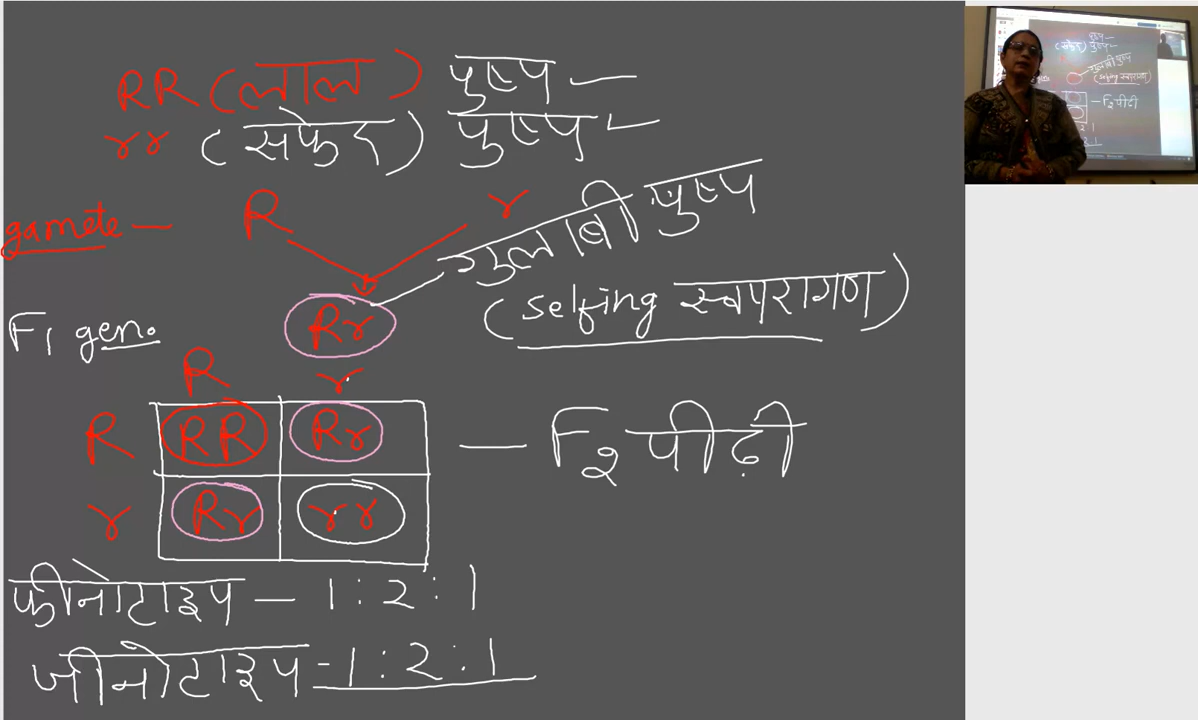 RR (लाल) पुष्प —
rr (सफेद) पुष्प —
gamete — R r
गुलाबी पुष्प
F1 gen. Rr (selfing स्वपरागण)
R r
R RR Rr — F2 पीढ़ी
r Rr rr
फीनोटाइप — 1 : 2 : 1
जीनोटाइप - 1 : 2 : 1